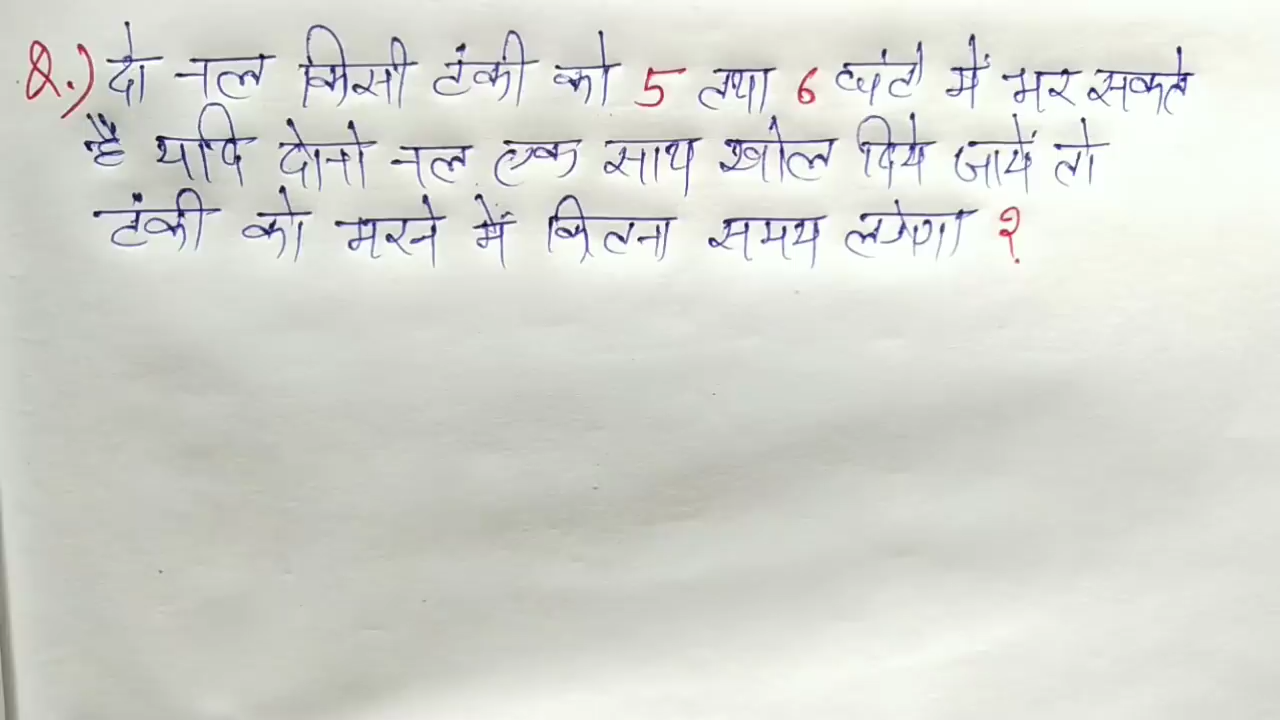 Q.) दो नल किसी टंकी को 5 तथा 6 घंटो में भर सकते
है यदि दोनो नल एक साथ खोल दिये जायें तो
टंकी को भरने में कितना समय लगेगा ?